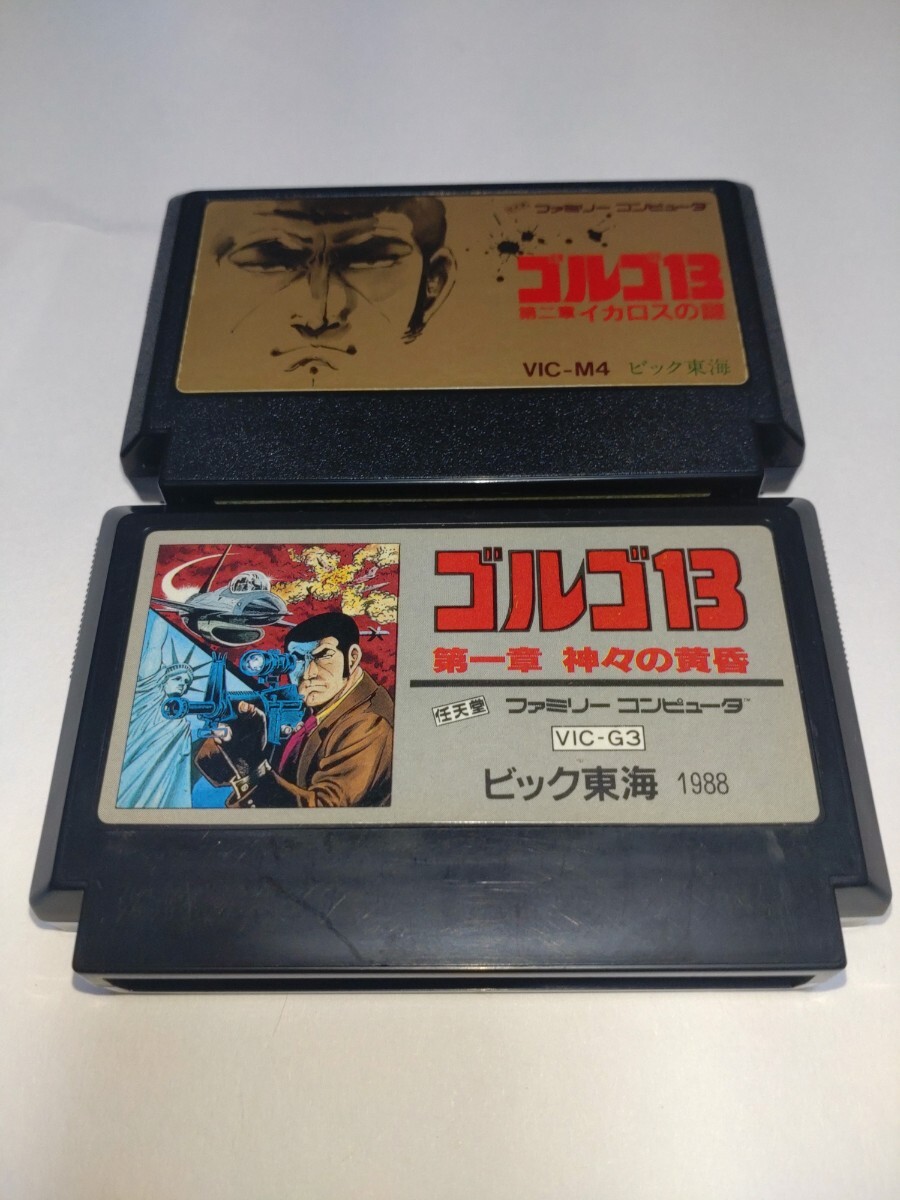 ファミリー コンピュータ
ゴルゴ13
第二章 イカロスの謎
VIC-M4 ビック東海
ゴルゴ13
第一章 神々の黄昏
任天堂 ファミリー コンピュータ™
VIC-G3
ビック東海 1988